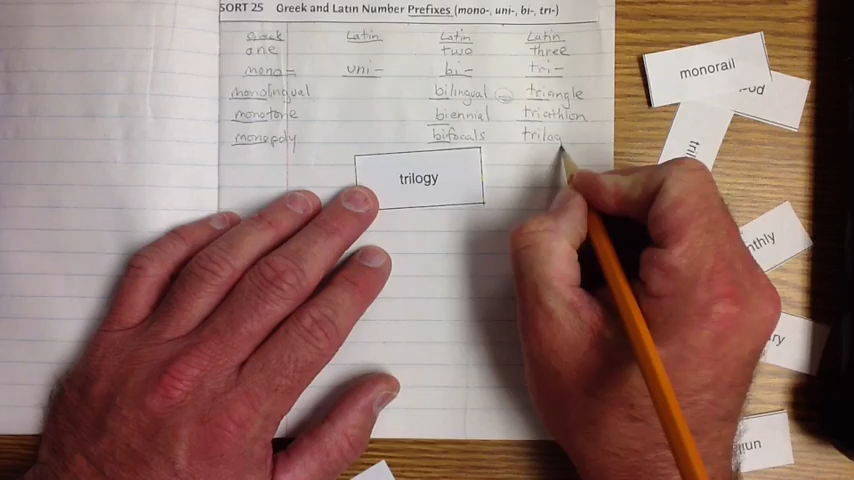 SORT 25 Greek and Latin Number Prefixes (mono-, uni-, bi-, tri-)
Greek Latin Latin Latin
one two three
mono- uni- bi- tri-
monolingual bilingual triangle
monotone biennial triathlon
monopoly bifocals trilog
trilogy
monorail